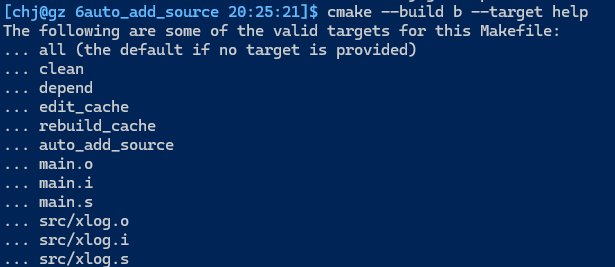 [chj@gz 6auto_add_source 20:25:21]$ cmake --build b --target help
The following are some of the valid targets for this Makefile:
... all (the default if no target is provided)
... clean
... depend
... edit_cache
... rebuild_cache
... auto_add_source
... main.o
... main.i
... main.s
... src/xlog.o
... src/xlog.i
... src/xlog.s